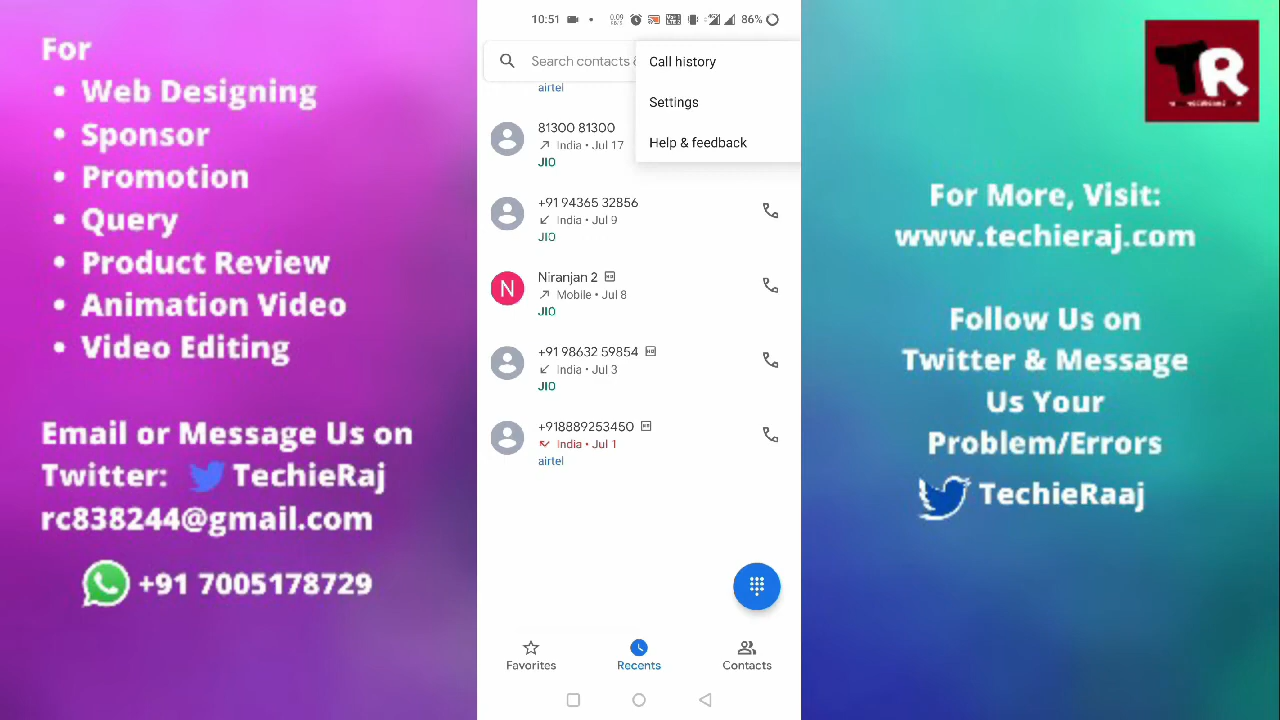 For
• Web Designing
• Sponsor
• Promotion
• Query
• Product Review
• Animation Video
• Video Editing
Email or Message Us on
Twitter: TechieRaj
rc838244@gmail.com
+91 7005178729
10:51
86%
Search contacts &
Call history
Settings
Help & feedback
airtel
81300 81300
India • Jul 17
JIO
+91 94365 32856
India • Jul 9
JIO
Niranjan 2
Mobile • Jul 8
JIO
+91 98632 59854
India • Jul 3
JIO
+918889253450
India • Jul 1
airtel
Favorites
Recents
Contacts
TR
For More, Visit:
www.techieraj.com
Follow Us on
Twitter & Message
Us Your
Problem/Errors
TechieRaaj